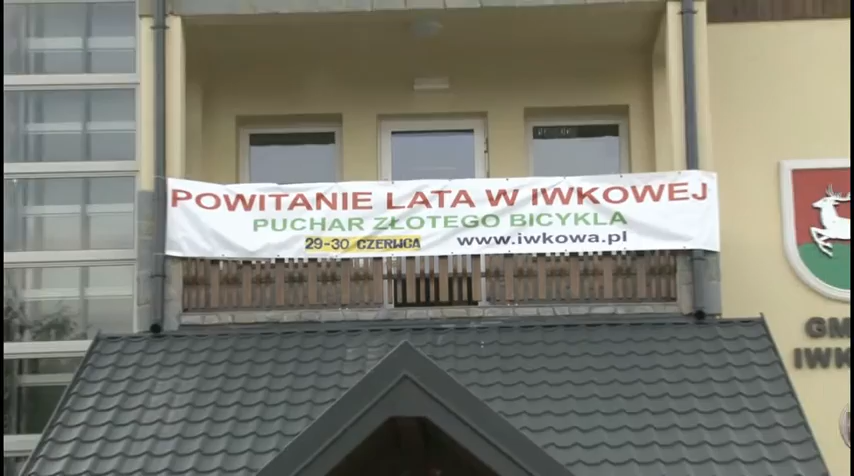 POWITANIE LATA W IWKOWEJ
PUCHAR ZŁOTEGO BICYKLA
29-30 CZERWCA www.iwkowa.pl